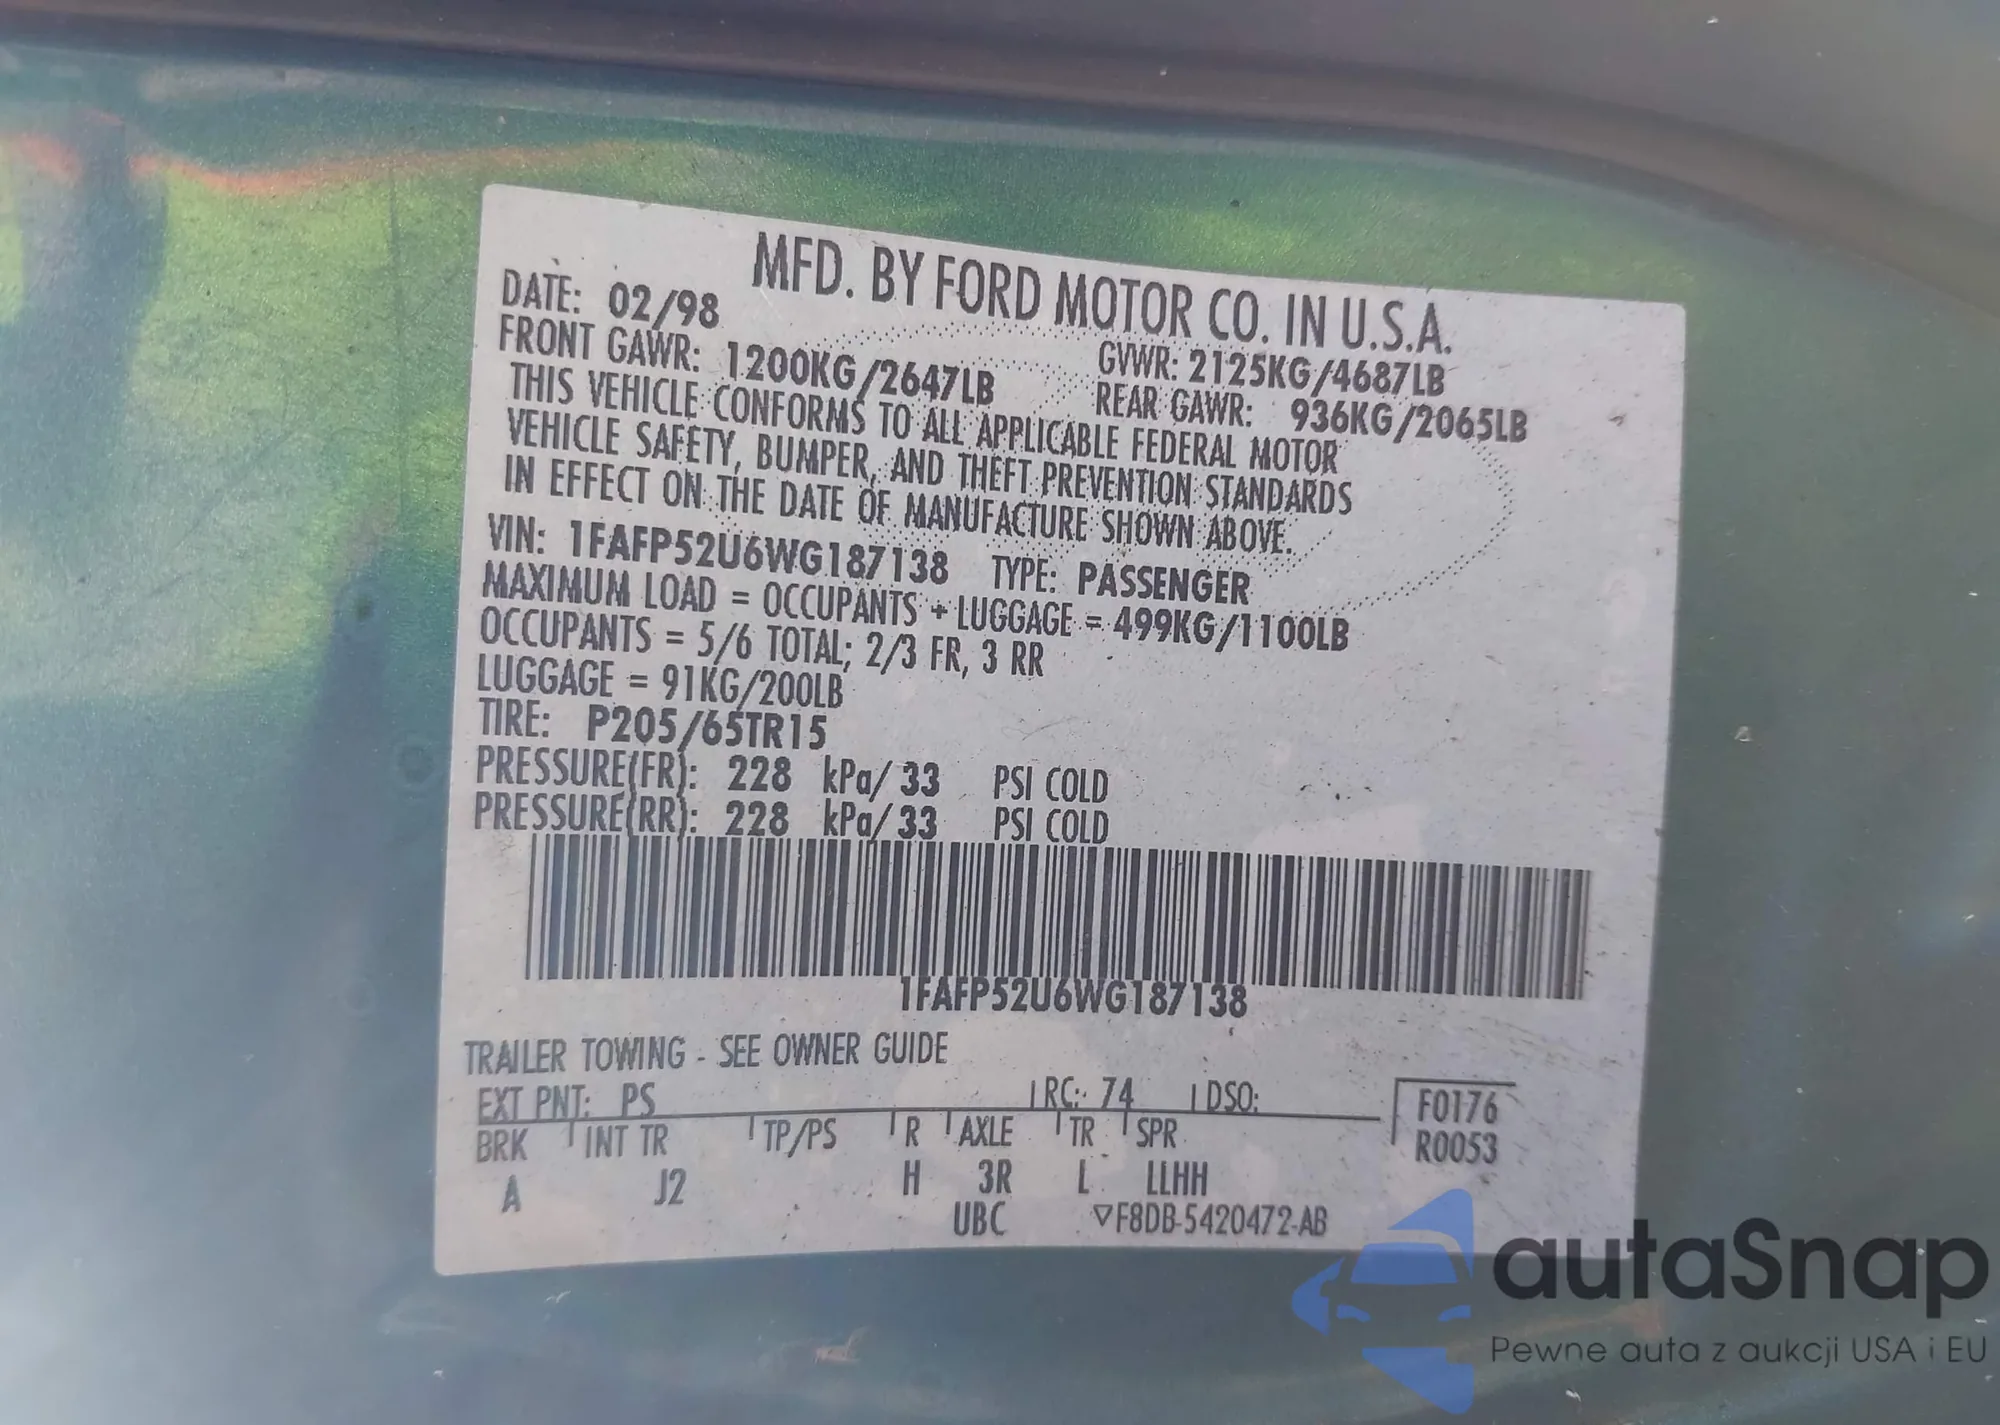 MFD. BY FORD MOTOR CO. IN U.S.A.
DATE: 02/98 GVWR: 2125KG/4687LB
FRONT GAWR: 1200KG/2647LB REAR GAWR: 936KG/2065LB
THIS VEHICLE CONFORMS TO ALL APPLICABLE FEDERAL MOTOR
VEHICLE SAFETY, BUMPER, AND THEFT PREVENTION STANDARDS
IN EFFECT ON THE DATE OF MANUFACTURE SHOWN ABOVE.
VIN: 1FAFP52U6WG187138 TYPE: PASSENGER
MAXIMUM LOAD = OCCUPANTS + LUGGAGE = 499KG/1100LB
OCCUPANTS = 5/6 TOTAL; 2/3 FR, 3 RR
LUGGAGE = 91KG/200LB
TIRE: P205/65TR15
PRESSURE(FR): 228 kPa/ 33 PSI COLD
PRESSURE(RR): 228 kPa/ 33 PSI COLD
1FAFP52U6WG187138
TRAILER TOWING - SEE OWNER GUIDE
EXT PNT: PS RC: 74 DSO: F0176
BRK INT TR TP/PS R AXLE TR SPR R0053
A J2 H 3R L LLHH
UBC ▽F8DB-5420472-AB
autaSnap
Pewne auta z aukcji USA i EU